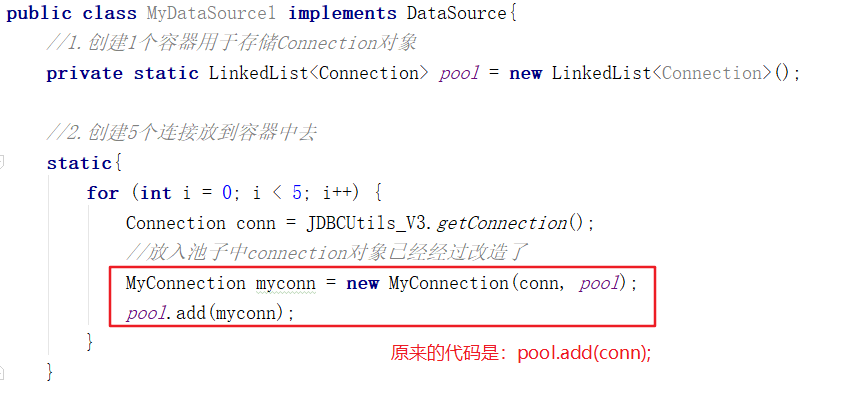 public class MyDataSource1 implements DataSource{
//1.创建1个容器用于存储Connection对象
private static LinkedList<Connection> pool = new LinkedList<Connection>();
//2.创建5个连接放到容器中去
static{
for (int i = 0; i < 5; i++) {
Connection conn = JDBCUtils_V3.getConnection();
//放入池子中connection对象已经经过改造了
MyConnection myconn = new MyConnection(conn, pool);
pool.add(myconn);
}
原来的代码是：pool.add(conn);
}